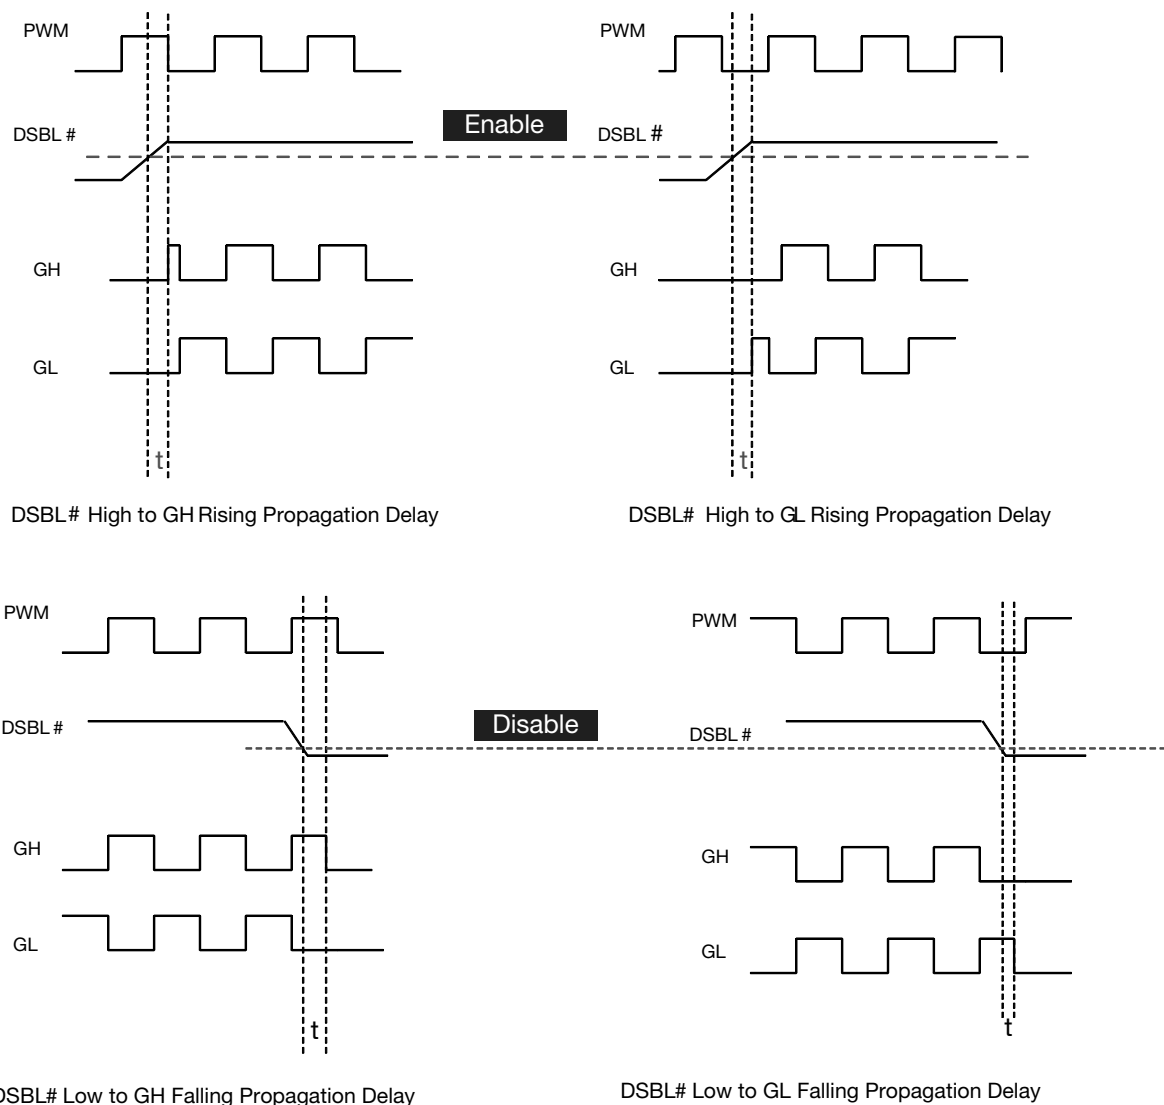 PWM
PWM
DSBL #
Enable
DSBL #
GH
GH
GL
GL
t
t
DSBL# High to GH Rising Propagation Delay
DSBL# High to GL Rising Propagation Delay
PWM
PWM
DSBL #
Disable
DSBL #
GH
GH
GL
GL
t
t
DSBL# Low to GH Falling Propagation Delay
DSBL# Low to GL Falling Propagation Delay